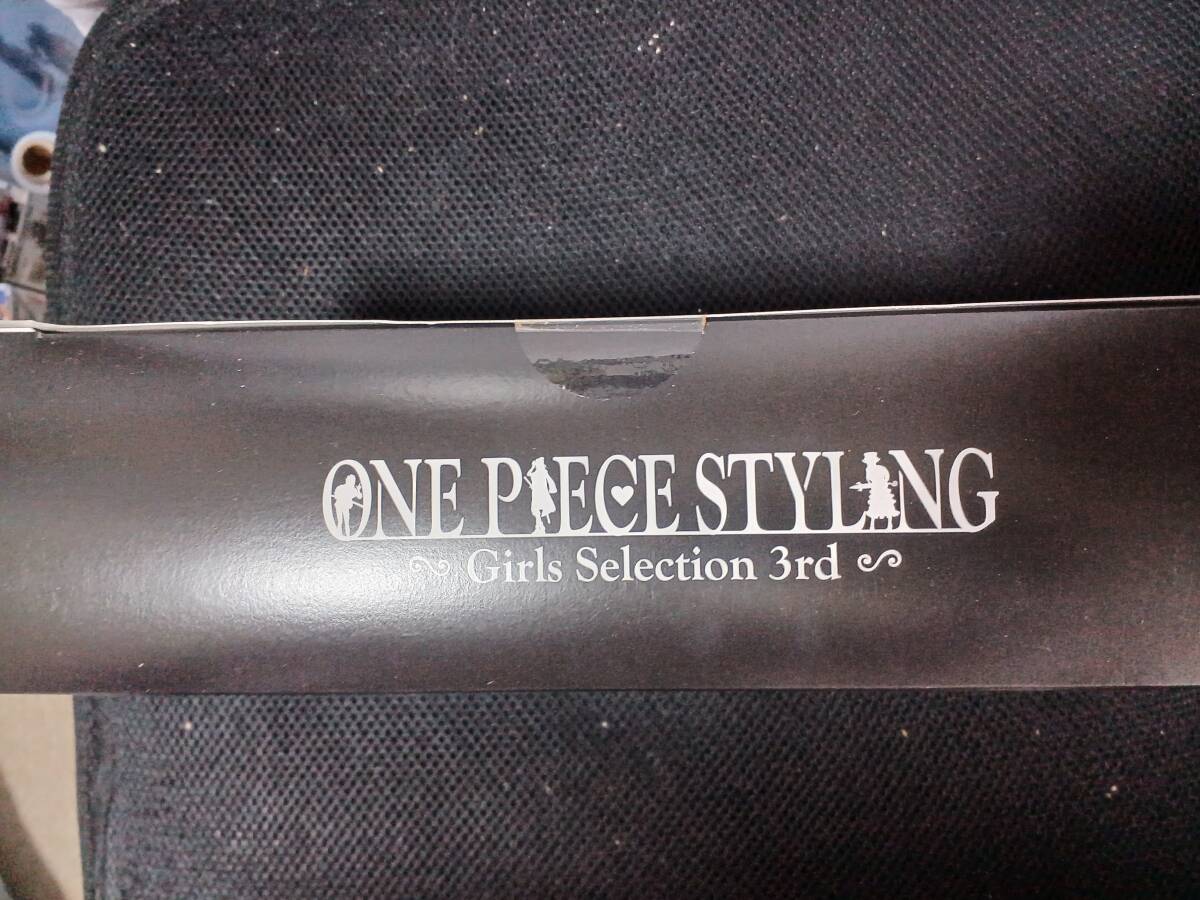 ONE PIECE STYLING
~ Girls Selection 3rd ~